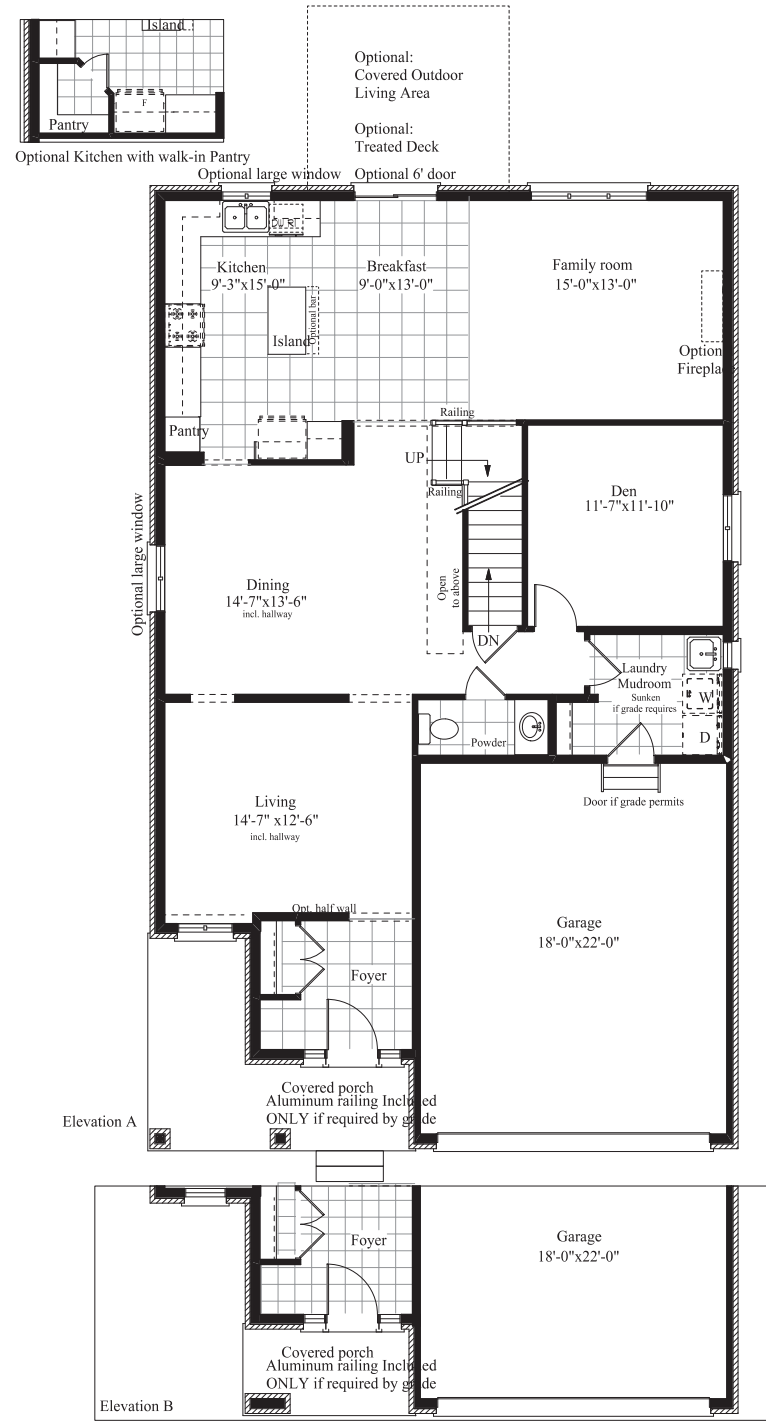 Island
F
Pantry
Optional Kitchen with walk-in Pantry
Optional:
Covered Outdoor
Living Area
Optional:
Treated Deck
Optional large window
Optional 6' door
Kitchen
9'-3"x15'-0"
Breakfast
9'-0"x13'-0"
Family room
15'-0"x13'-0"
Optional bar
Island
Option
Firepla
Pantry
Railing
UP
Railing
Den
11'-7"x11'-10"
Optional large window
Open
to above
Dining
14'-7"x13'-6"
incl. hallway
DN
Laundry
Mudroom
Sunken
if grade requires
W
D
Powder
Door if grade permits
Living
14'-7" x12'-6"
incl. hallway
Opt. half wall
Garage
18'-0"x22'-0"
Foyer
Covered porch
Aluminum railing Included
ONLY if required by grade
Elevation A
Foyer
Garage
18'-0"x22'-0"
Covered porch
Aluminum railing Included
ONLY if required by grade
Elevation B